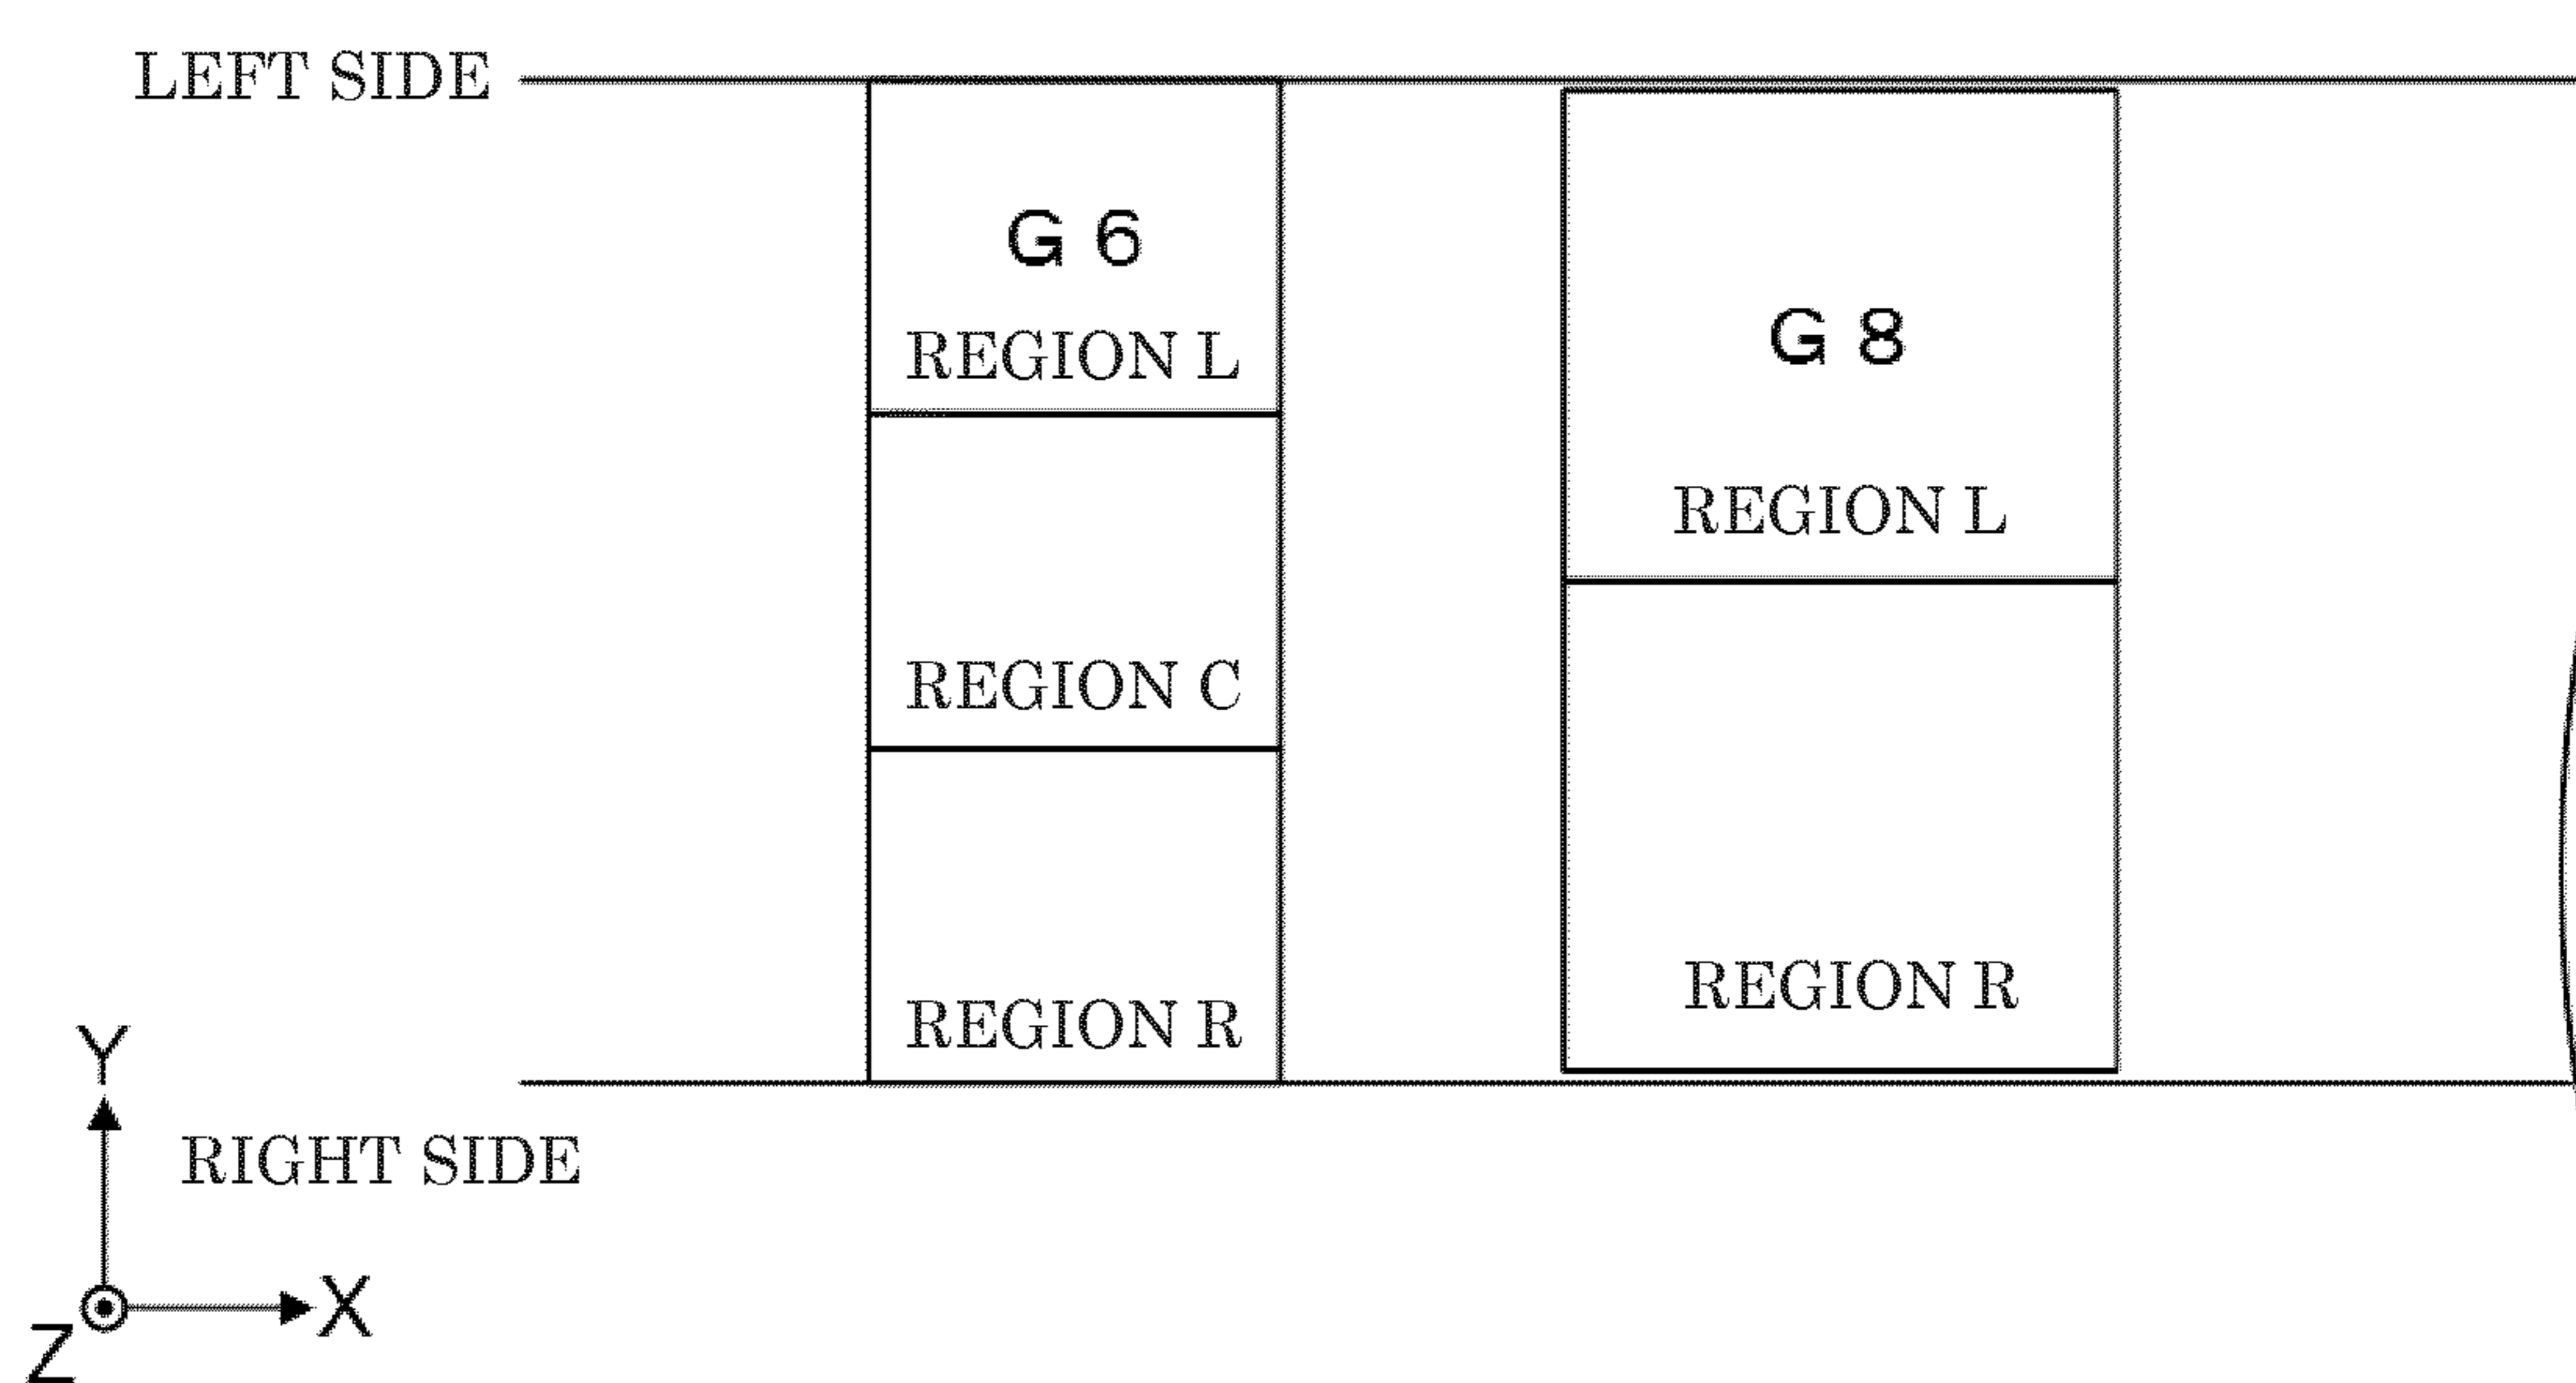 LEFT SIDE
G 6
REGION L
G 8
REGION L
REGION C
REGION R
REGION R
Y
RIGHT SIDE
X
Z